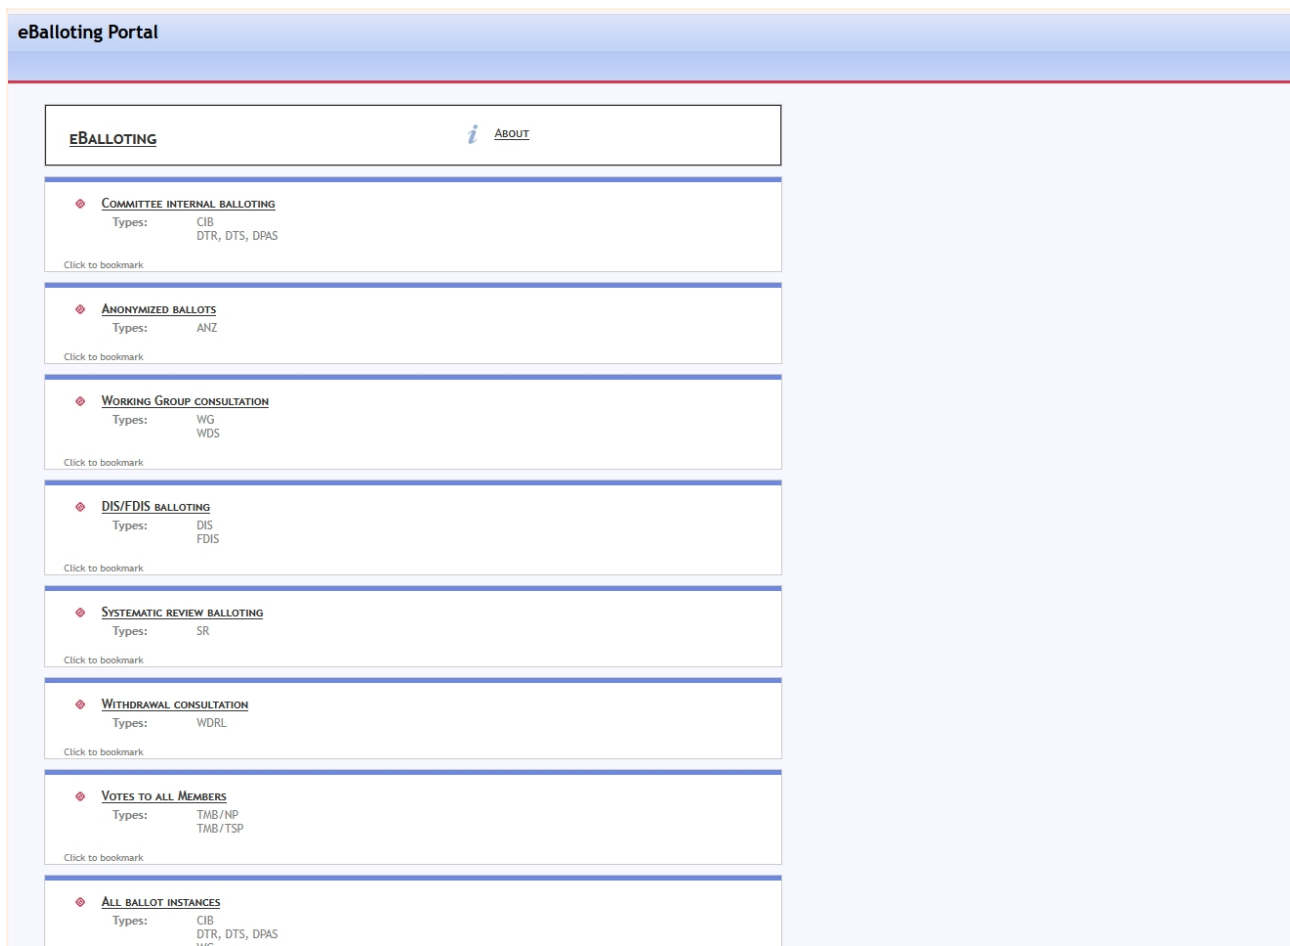 eBalloting Portal
eBalloting
i About
Committee internal balloting
Types: CIB
DTR, DTS, DPAS
Click to bookmark
Anonymized ballots
Types: ANZ
Click to bookmark
Working Group consultation
Types: WG
WDS
Click to bookmark
DIS/FDIS balloting
Types: DIS
FDIS
Click to bookmark
Systematic review balloting
Types: SR
Click to bookmark
Withdrawal consultation
Types: WDRL
Click to bookmark
Votes to all Members
Types: TMB/NP
TMB/TSP
Click to bookmark
All ballot instances
Types: CIB
DTR, DTS, DPAS
WG